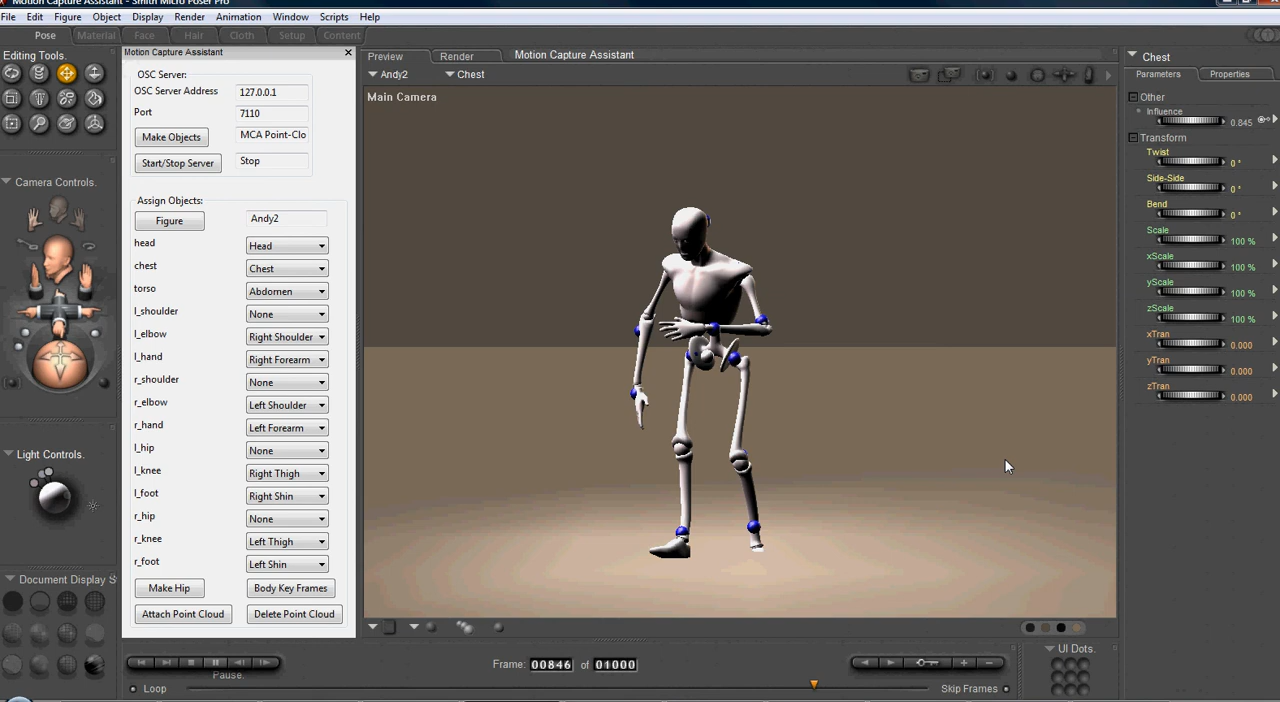 Motion Capture Assistant - Smith Micro Poser Pro
File Edit Figure Object Display Render Animation Window Scripts Help
Pose Material Face Hair Cloth Setup Content
Editing Tools.
Camera Controls.
Light Controls.
Document Display S
Motion Capture Assistant
OSC Server:
OSC Server Address 127.0.0.1
Port 7110
Make Objects MCA Point-Clo
Start/Stop Server Stop
Assign Objects:
Figure Andy2
head Head
chest Chest
torso Abdomen
l_shoulder None
l_elbow Right Shoulder
l_hand Right Forearm
r_shoulder None
r_elbow Left Shoulder
r_hand Left Forearm
l_hip None
l_knee Right Thigh
l_foot Right Shin
r_hip None
r_knee Left Thigh
r_foot Left Shin
Make Hip Body Key Frames
Attach Point Cloud Delete Point Cloud
Preview Render Motion Capture Assistant
Andy2 Chest
Main Camera
Chest
Parameters Properties
Other
Influence
0.845
Transform
Twist
0 °
Side-Side
0 °
Bend
0 °
Scale
100 %
xScale
100 %
yScale
100 %
zScale
100 %
xTran
0.000
yTran
0.000
zTran
0.000
Pause.
Frame: 00846 of 01000
Loop
Skip Frames
UI Dots.